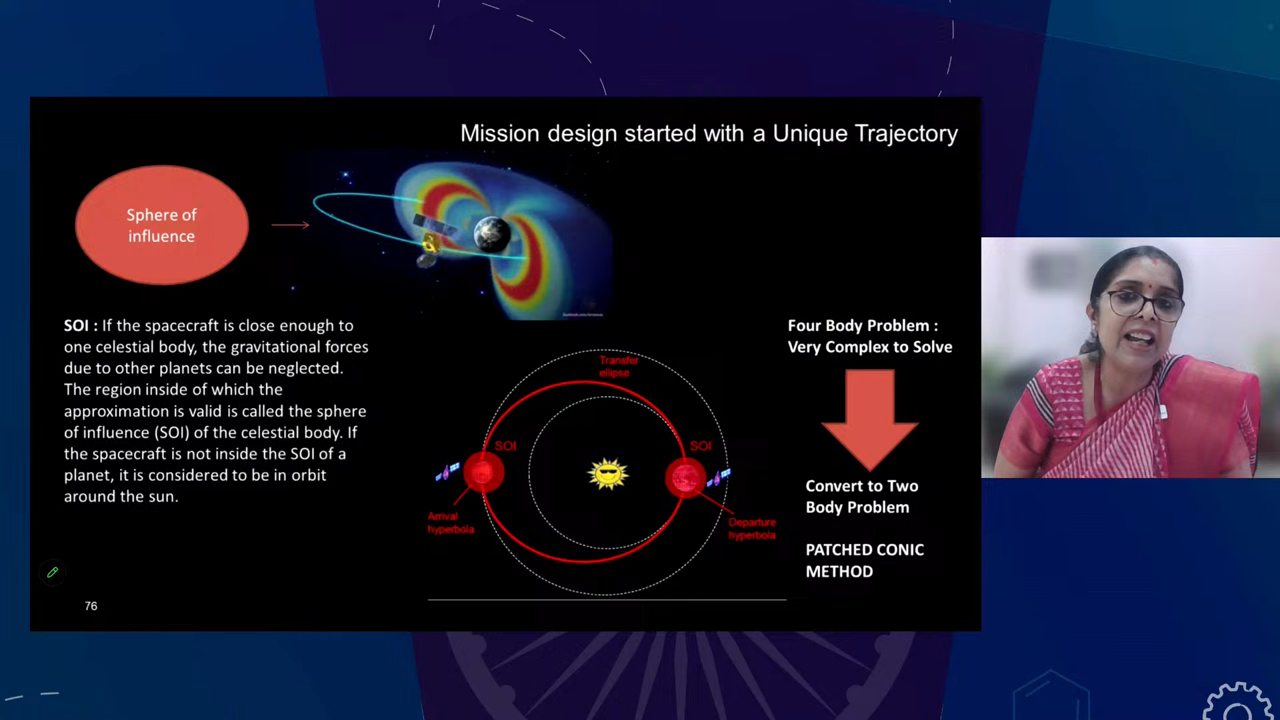 Mission design started with a Unique Trajectory
Sphere of
influence
SOI : If the spacecraft is close enough to
one celestial body, the gravitational forces
due to other planets can be neglected.
The region inside of which the
approximation is valid is called the sphere
of influence (SOI) of the celestial body. If
the spacecraft is not inside the SOI of a
planet, it is considered to be in orbit
around the sun.
Transfer
ellipse
SOI
SOI
Arrival
hyperbola
Departure
hyperbola
Four Body Problem :
Very Complex to Solve
Convert to Two
Body Problem
PATCHED CONIC
METHOD
76